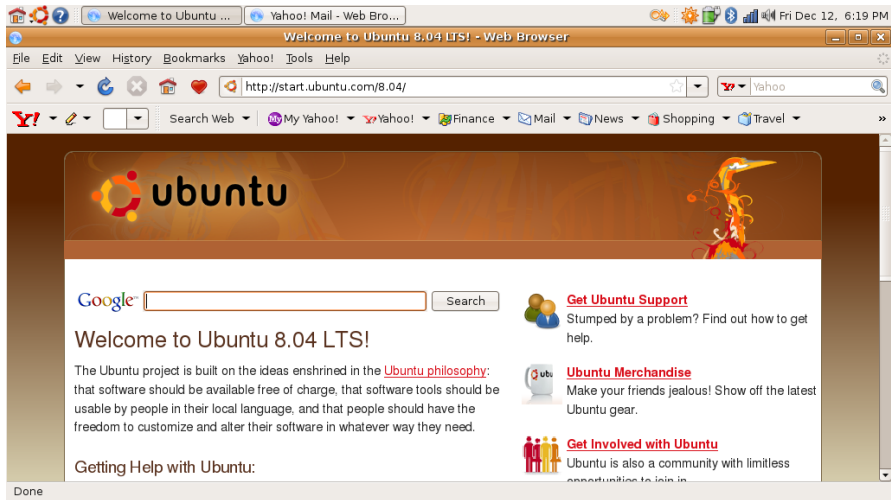 Welcome to Ubuntu ...
Yahoo! Mail - Web Bro...
Fri Dec 12, 6:19 PM
Welcome to Ubuntu 8.04 LTS! - Web Browser
File Edit View History Bookmarks Yahoo! Tools Help
http://start.ubuntu.com/8.04/
Yahoo
Y! Search Web My Yahoo! Yahoo! Finance Mail News Shopping Travel »
ubuntu
Google™ Search
Welcome to Ubuntu 8.04 LTS!
The Ubuntu project is built on the ideas enshrined in the Ubuntu philosophy:
that software should be available free of charge, that software tools should be
usable by people in their local language, and that people should have the
freedom to customize and alter their software in whatever way they need.
Getting Help with Ubuntu:
Get Ubuntu Support
Stumped by a problem? Find out how to get
help.
Ubuntu Merchandise
Make your friends jealous! Show off the latest
Ubuntu gear.
Get Involved with Ubuntu
Ubuntu is also a community with limitless
opportunities to join in.
Done